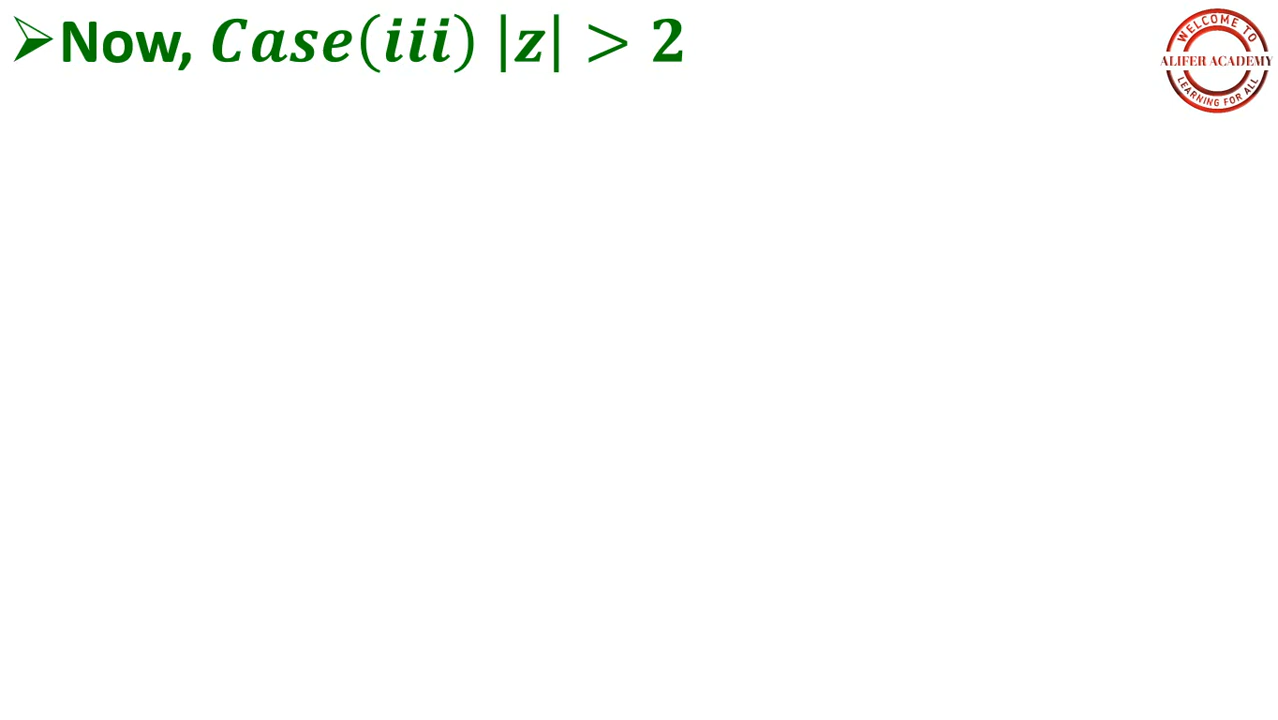 ➢Now, Case(iii) |z| > 2
WELCOME TO
ALIFER ACADEMY
LEARNING FOR ALL